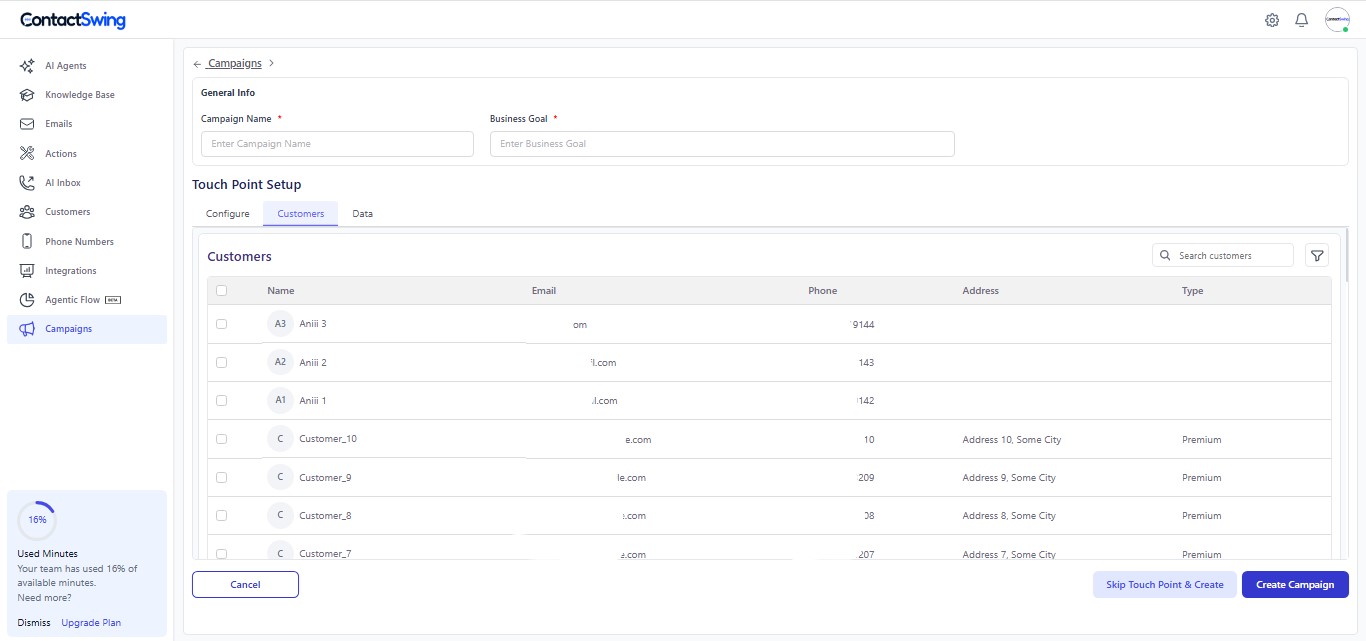 ContactSwing
AI Agents
Knowledge Base
Emails
Actions
AI Inbox
Customers
Phone Numbers
Integrations
Agentic Flow BETA
Campaigns
16%
Used Minutes
Your team has used 16% of
available minutes.
Need more?
Dismiss Upgrade Plan
← Campaigns >
General Info
Campaign Name * Business Goal *
Enter Campaign Name Enter Business Goal
Touch Point Setup
Configure Customers Data
Customers Search customers
Name Email Phone Address Type
A3 Aniii 3 om 9144
A2 Aniii 2 l.com 143
A1 Aniii 1 l.com 142
C Customer_10 e.com 10 Address 10, Some City Premium
C Customer_9 le.com 209 Address 9, Some City Premium
C Customer_8 .com 08 Address 8, Some City Premium
C Customer_7 e.com 207 Address 7, Some City Premium
Cancel Skip Touch Point & Create Create Campaign